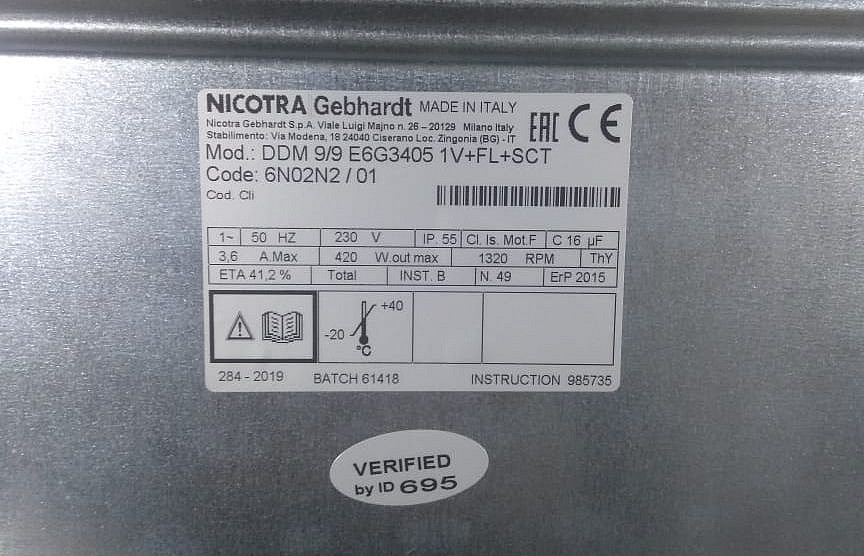 NICOTRA Gebhardt MADE IN ITALY
Nicotra Gebhardt S.p.A. Viale Luigi Majno n. 26 – 20129 Milano Italy
Stabilimento: Via Modena, 18 24040 Ciserano Loc. Zingonia (BG) - IT
EAC CE
Mod.: DDM 9/9 E6G3405 1V+FL+SCT
Code: 6N02N2 / 01
Cod. Cli
1~ 50 HZ 230 V IP. 55 Cl. Is. Mot.F C 16 µF
3,6 A.Max 420 W.out max 1320 RPM ThY
ETA 41,2 % Total INST. B N. 49 ErP 2015
+40
-20
°C
284 - 2019 BATCH 61418 INSTRUCTION 985735
VERIFIED
by ID 695